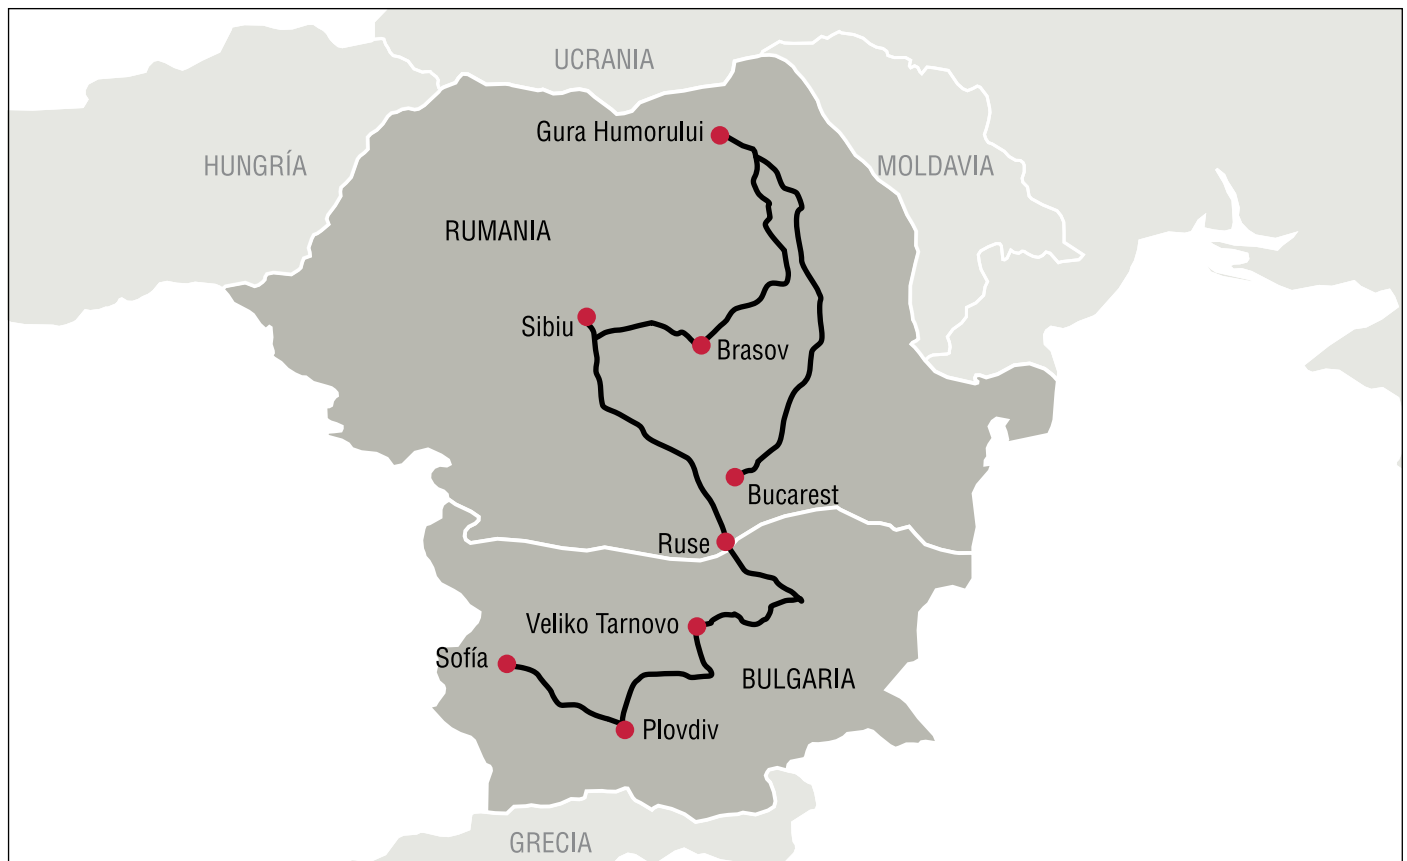 UCRANIA
Gura Humorului
HUNGRÍA
MOLDAVIA
RUMANIA
Sibiu
Brasov
Bucarest
Ruse
Veliko Tarnovo
Sofía
BULGARIA
Plovdiv
GRECIA